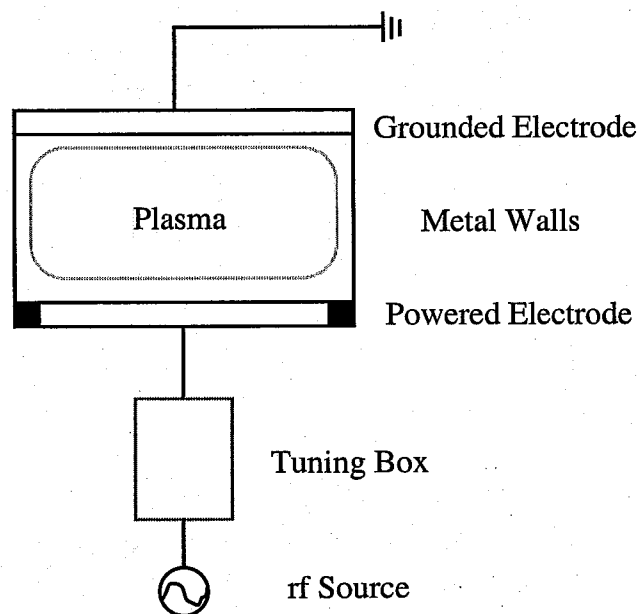 Grounded Electrode
Plasma
Metal Walls
Powered Electrode
Tuning Box
rf Source